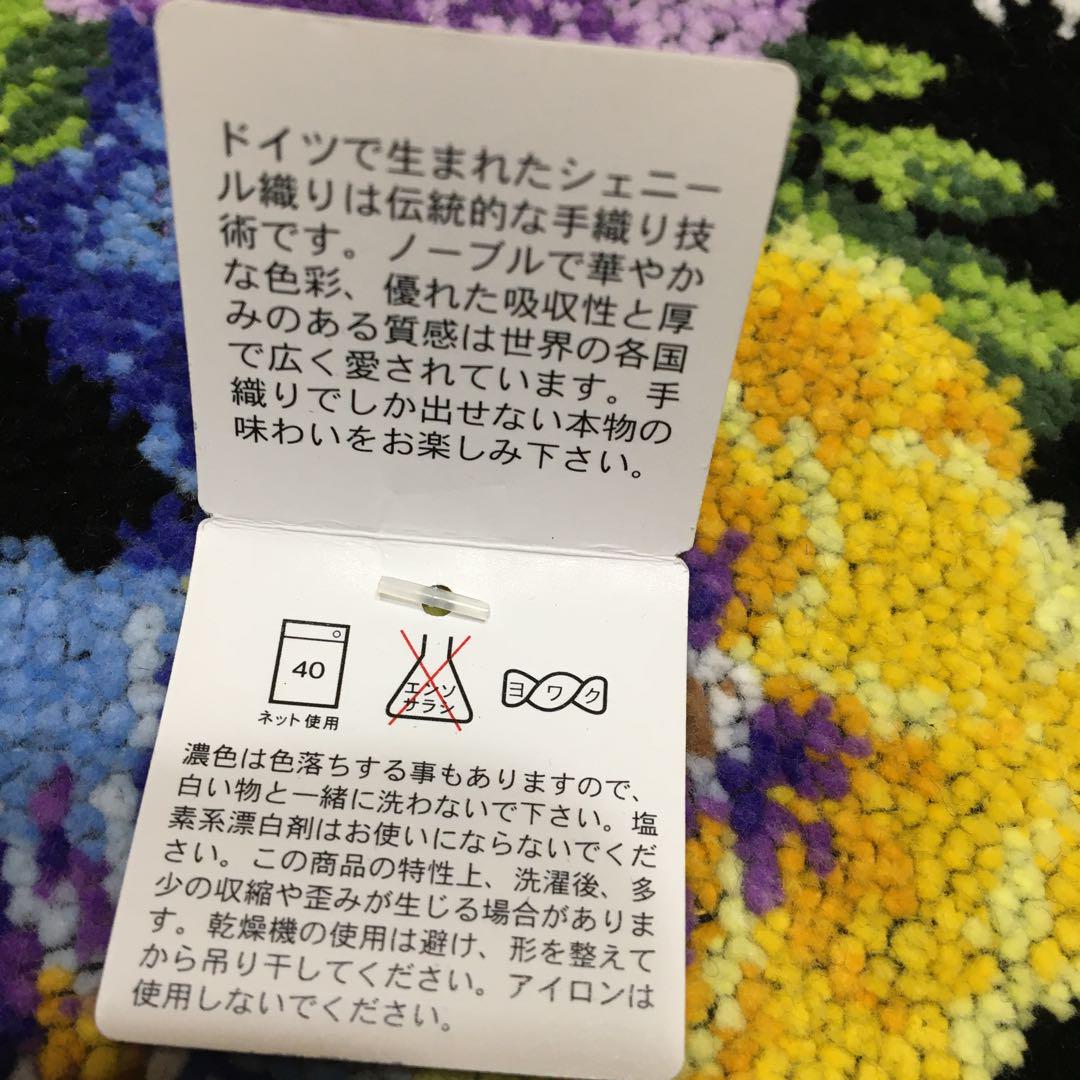 ドイツで生まれたシェニー
ル織りは伝統的な手織り技
術です。ノーブルで華やか
な色彩、優れた吸収性と厚
みのある質感は世界の各国
で広く愛されています。手
織りでしか出せない本物の
味わいをお楽しみ下さい。
40
ネット使用
エンソ
サラシ
ヨワク
濃色は色落ちする事もありますので、
白い物と一緒に洗わないで下さい。塩
素系漂白剤はお使いにならないでくだ
さい。この商品の特性上、洗濯後、多
少の収縮や歪みが生じる場合がありま
す。乾燥機の使用は避け、形を整えて
から吊り干してください。アイロンは
使用しないでください。